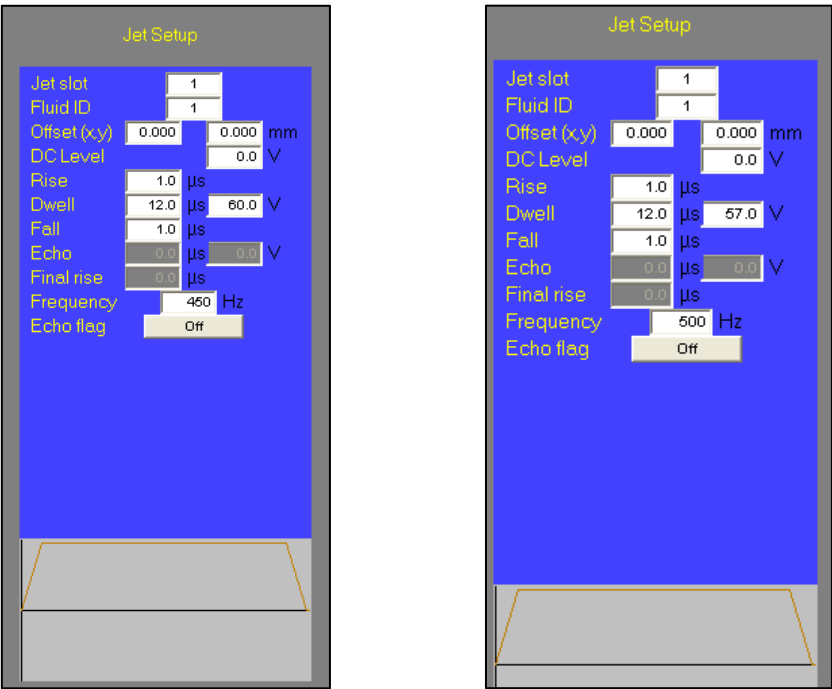 Jet Setup
Jet slot 1
Fluid ID 1
Offset (x,y) 0.000 0.000 mm
DC Level 0.0 V
Rise 1.0 µs
Dwell 12.0 µs 60.0 V
Fall 1.0 µs
Echo 0.0 µs 0.0 V
Final rise 0.0 µs
Frequency 450 Hz
Echo flag Off
Jet Setup
Jet slot 1
Fluid ID 1
Offset (x,y) 0.000 0.000 mm
DC Level 0.0 V
Rise 1.0 µs
Dwell 12.0 µs 57.0 V
Fall 1.0 µs
Echo 0.0 µs 0.0 V
Final rise 0.0 µs
Frequency 500 Hz
Echo flag Off